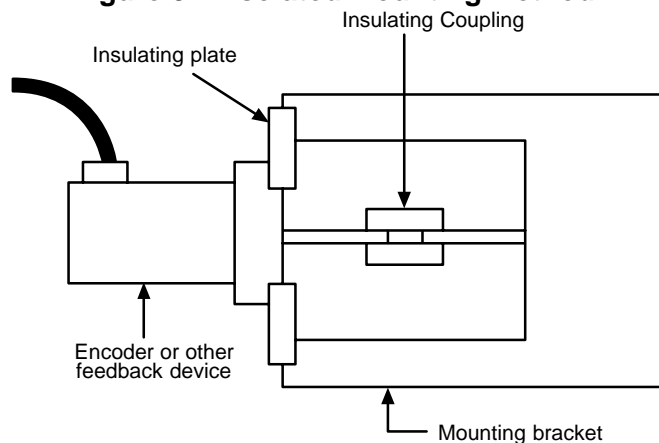 Insulating Coupling
Insulating plate
Encoder or other
feedback device
Mounting bracket